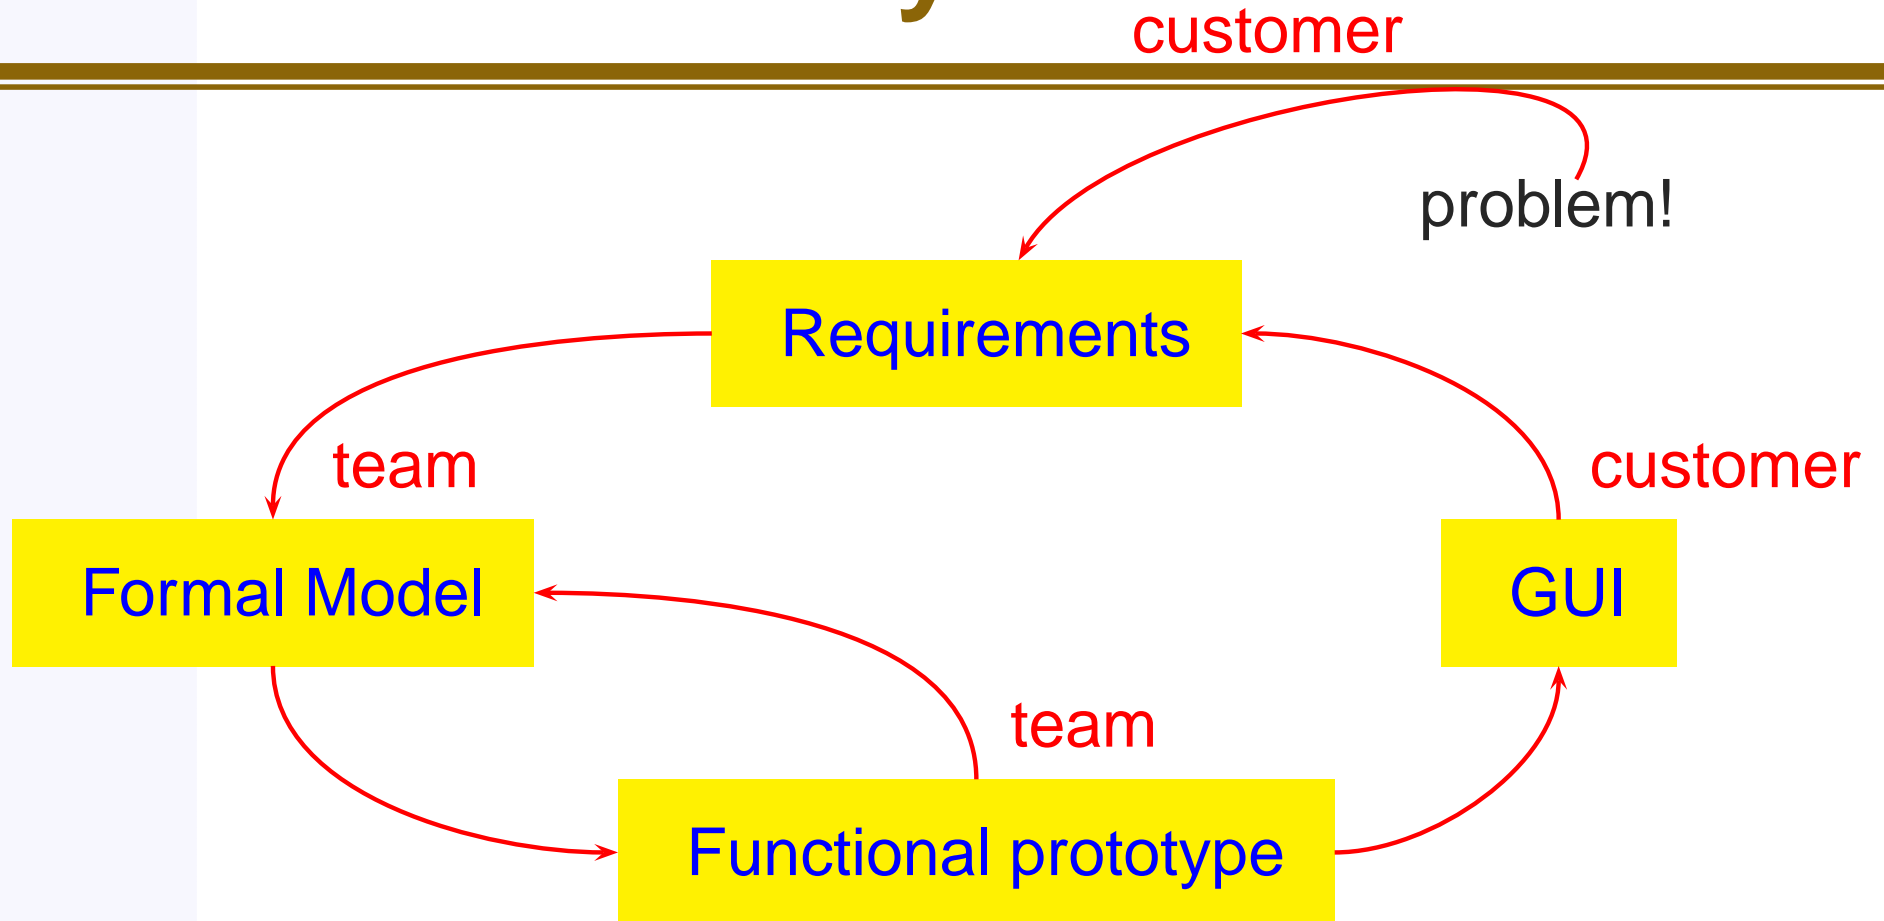 customer
problem!
Requirements
team
customer
Formal Model
GUI
team
Functional prototype